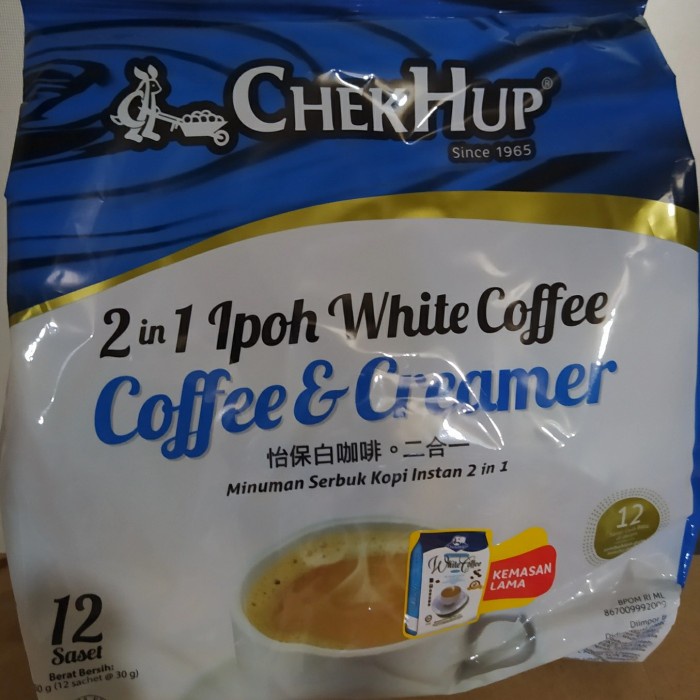 CHEKHUP®
Since 1965
2 in 1 Ipoh White Coffee
Coffee & Creamer
怡保白咖啡。二合一
Minuman Serbuk Kopi Instan 2 in 1
12
White Coffee
KEMASAN
LAMA
12
Saset
Berat Bersih:
0 g (12 sachet @ 30 g)
BPOM RI ML
Diimpor